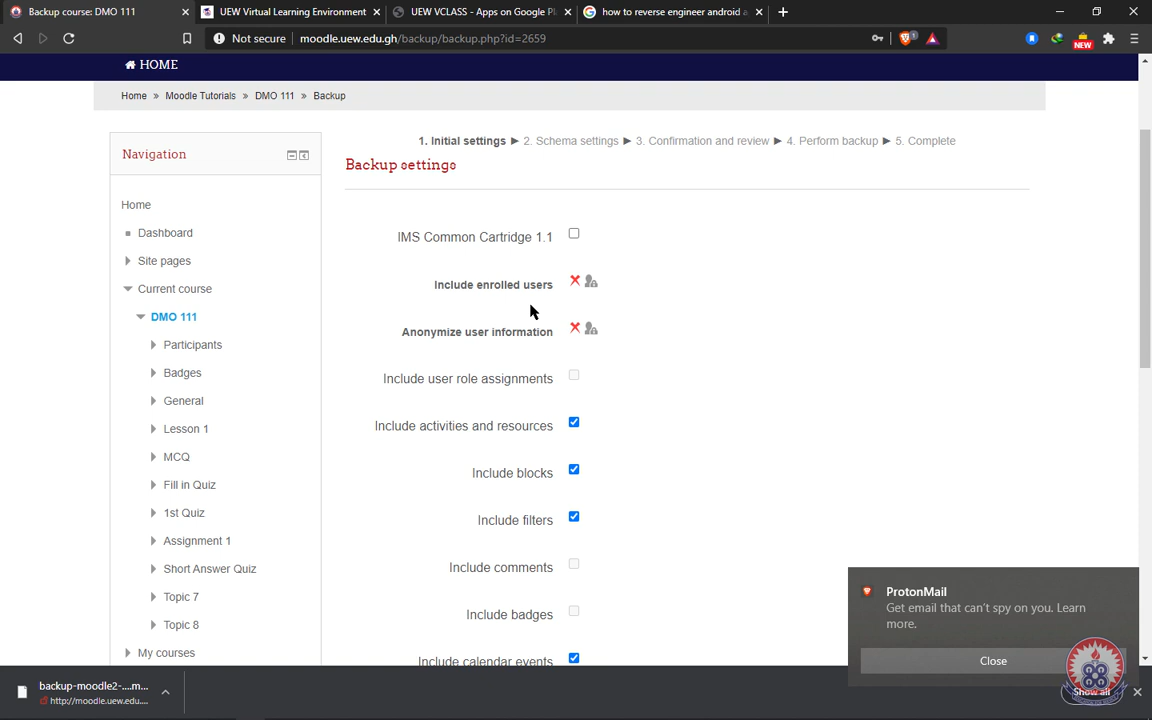 Backup course: DMO 111
UEW Virtual Learning Environment
UEW VCLASS - Apps on Google Pl
how to reverse engineer android a
Not secure
moodle.uew.edu.gh/backup/backup.php?id=2659
1
NEW
HOME
Home » Moodle Tutorials » DMO 111 » Backup
Navigation
Home
Dashboard
Site pages
Current course
DMO 111
Participants
Badges
General
Lesson 1
MCQ
Fill in Quiz
1st Quiz
Assignment 1
Short Answer Quiz
Topic 7
Topic 8
My courses
1. Initial settings ► 2. Schema settings ► 3. Confirmation and review ► 4. Perform backup ► 5. Complete
Backup settings
IMS Common Cartridge 1.1
Include enrolled users
Anonymize user information
Include user role assignments
Include activities and resources
Include blocks
Include filters
Include comments
Include badges
Include calendar events
ProtonMail
Get email that can't spy on you. Learn
more.
Close
backup-moodle2-....m...
http://moodle.uew.edu....
Show all